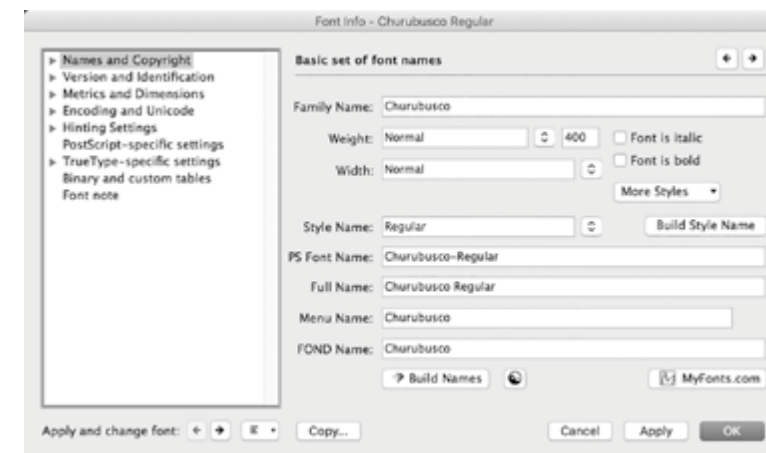 Font Info - Churubusco Regular
Names and Copyright
Version and Identification
Metrics and Dimensions
Encoding and Unicode
Hinting Settings
PostScript-specific settings
TrueType-specific settings
Binary and custom tables
Font note
Basic set of font names
Family Name: Churubusco
Weight: Normal 400 Font is italic
Font is bold
Width: Normal
More Styles
Style Name: Regular Build Style Name
PS Font Name: Churubusco-Regular
Full Name: Churubusco Regular
Menu Name: Churubusco
FOND Name: Churubusco
Build Names MyFonts.com
Apply and change font: Copy... Cancel Apply OK